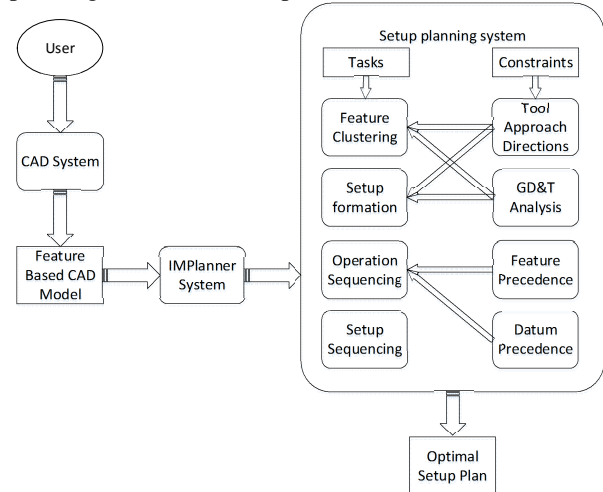 User
CAD System
Feature
Based CAD
Model
IMPlanner
System
Setup planning system
Tasks
Constraints
Feature
Clustering
Tool
Approach
Directions
Setup
formation
GD&T
Analysis
Operation
Sequencing
Feature
Precedence
Setup
Sequencing
Datum
Precedence
Optimal
Setup Plan